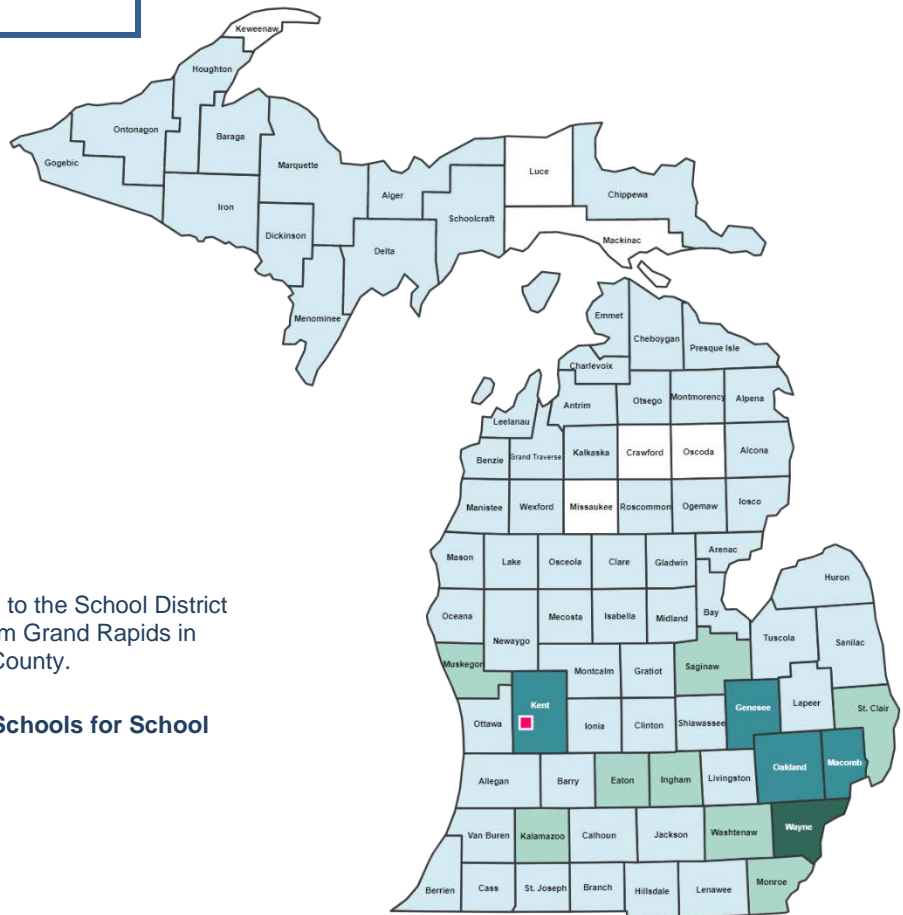 Keweenaw
Houghton
Ontonagon
Baraga
Gogebic
Marquette
Luce
Alger
Chippewa
Iron
Schoolcraft
Dickinson
Mackinac
Delta
Menominee
Emmet
Cheboygan
Presque Isle
Charlevoix
Antrim
Otsego
Montmorency
Alpena
Leelanau
Benzie
Grand Traverse
Kalkaska
Crawford
Oscoda
Alcona
Manistee
Wexford
Missaukee
Roscommon
Ogemaw
Iosco
Mason
Lake
Osceola
Clare
Gladwin
Arenac
Huron
to the School District
m Grand Rapids in
County.
Oceana
Newaygo
Mecosta
Isabella
Midland
Bay
Tuscola
Sanilac
Muskegon
Montcalm
Gratiot
Saginaw
Schools for School
Ottawa
Kent
Ionia
Clinton
Shiawassee
Genesee
Lapeer
St. Clair
Allegan
Barry
Eaton
Ingham
Livingston
Oakland
Macomb
Van Buren
Kalamazoo
Calhoun
Jackson
Washtenaw
Wayne
Berrien
Cass
St. Joseph
Branch
Hillsdale
Lenawee
Monroe